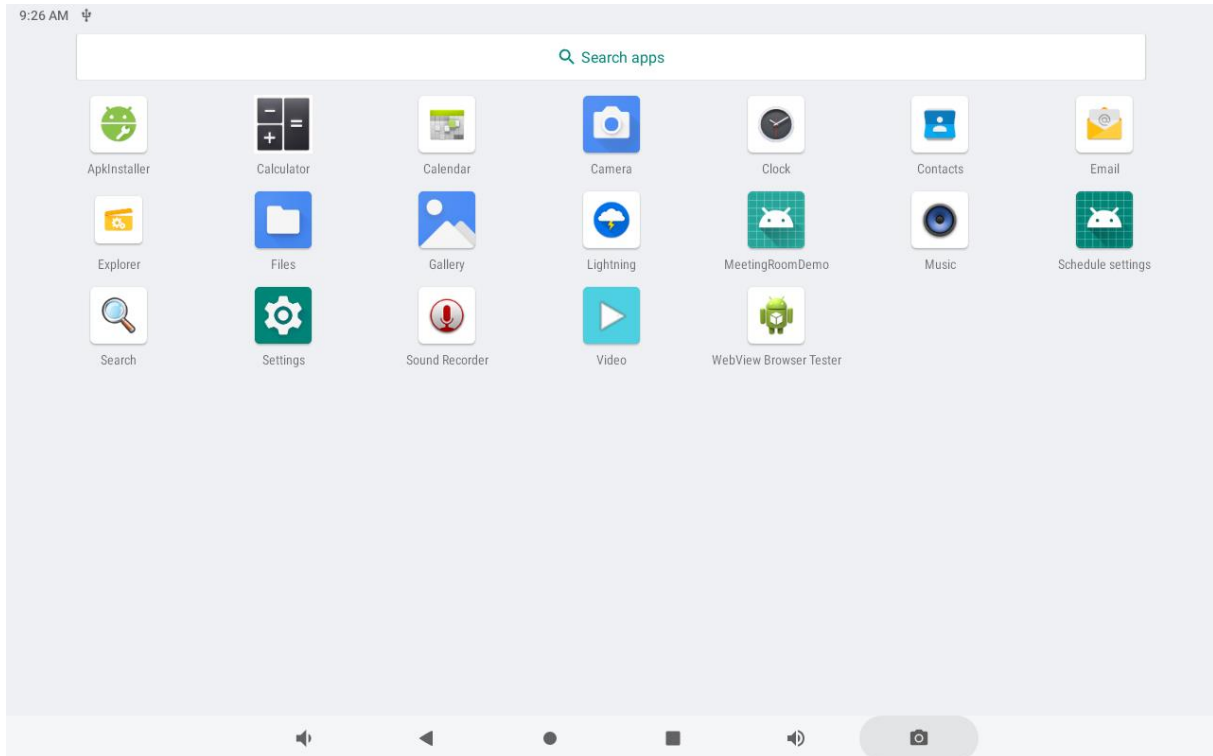 9:26 AM
Search apps
ApkInstaller Calculator Calendar Camera Clock Contacts Email
Explorer Files Gallery Lightning MeetingRoomDemo Music Schedule settings
Search Settings Sound Recorder Video WebView Browser Tester